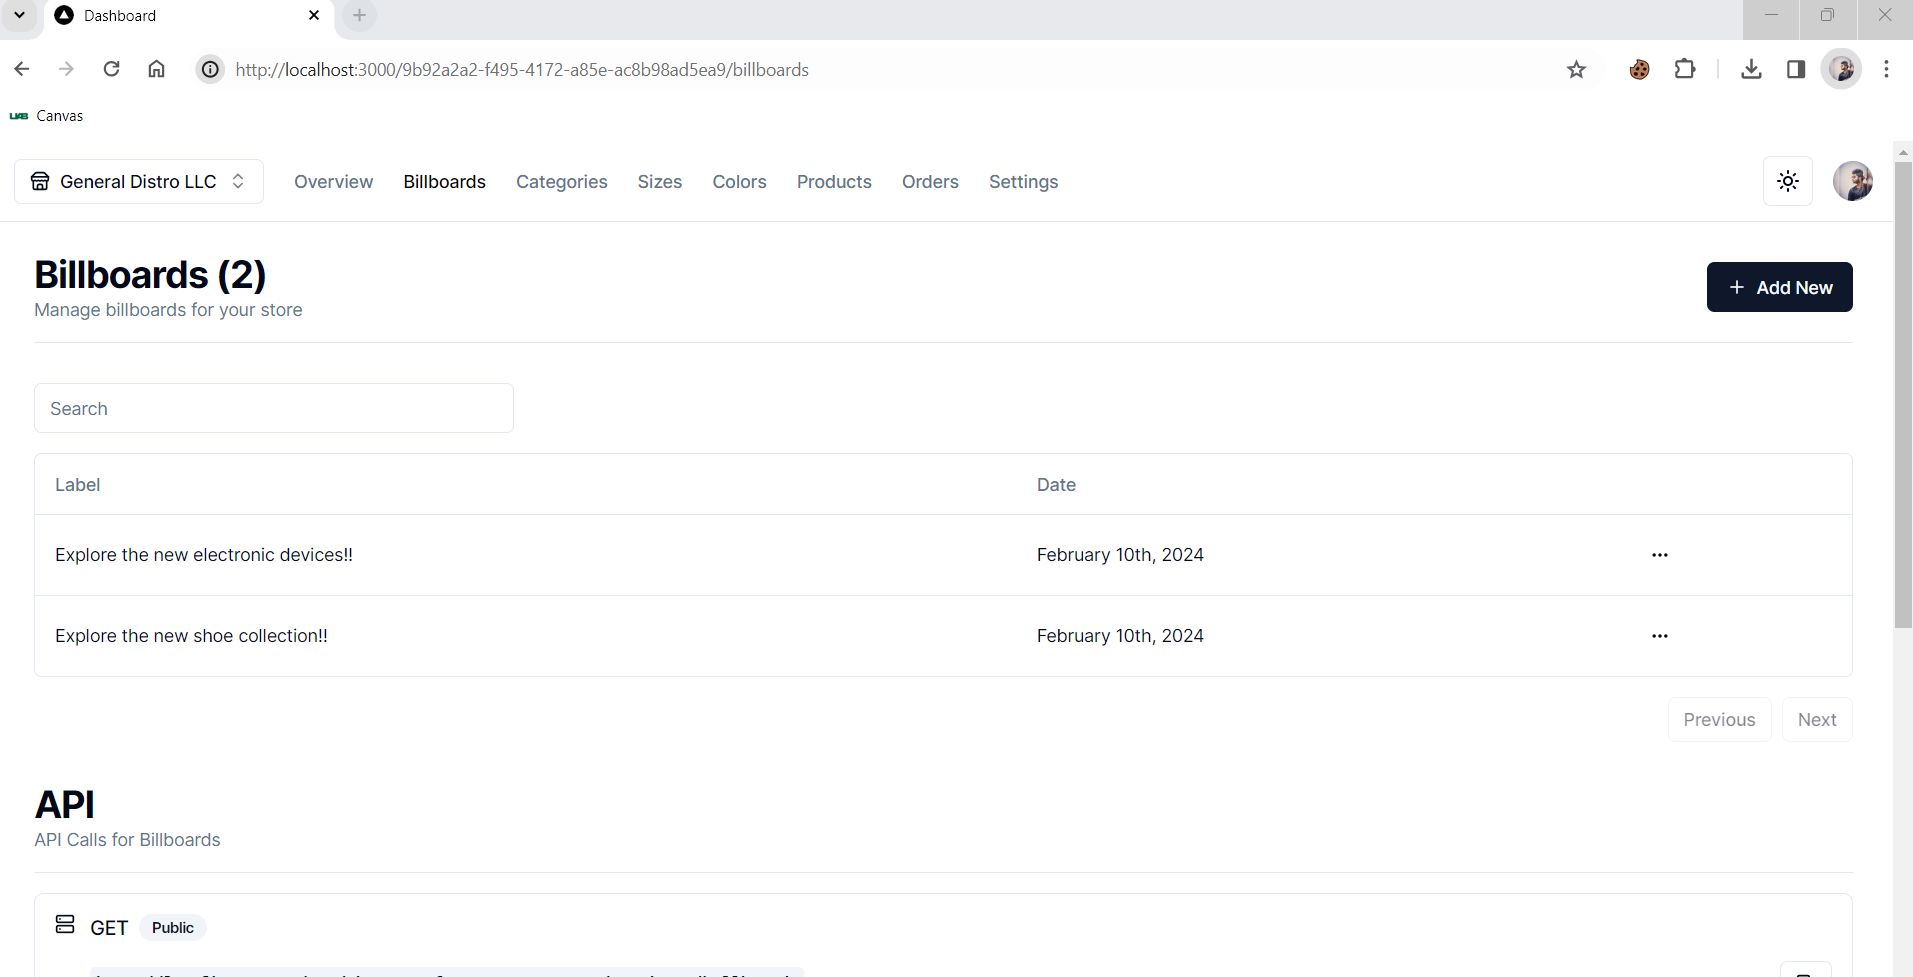 Dashboard
http://localhost:3000/9b92a2a2-f495-4172-a85e-ac8b98ad5ea9/billboards
UAB Canvas
General Distro LLC Overview Billboards Categories Sizes Colors Products Orders Settings
Billboards (2)
Manage billboards for your store
+ Add New
Search
Label Date
Explore the new electronic devices!! February 10th, 2024
Explore the new shoe collection!! February 10th, 2024
Previous Next
API
API Calls for Billboards
GET Public